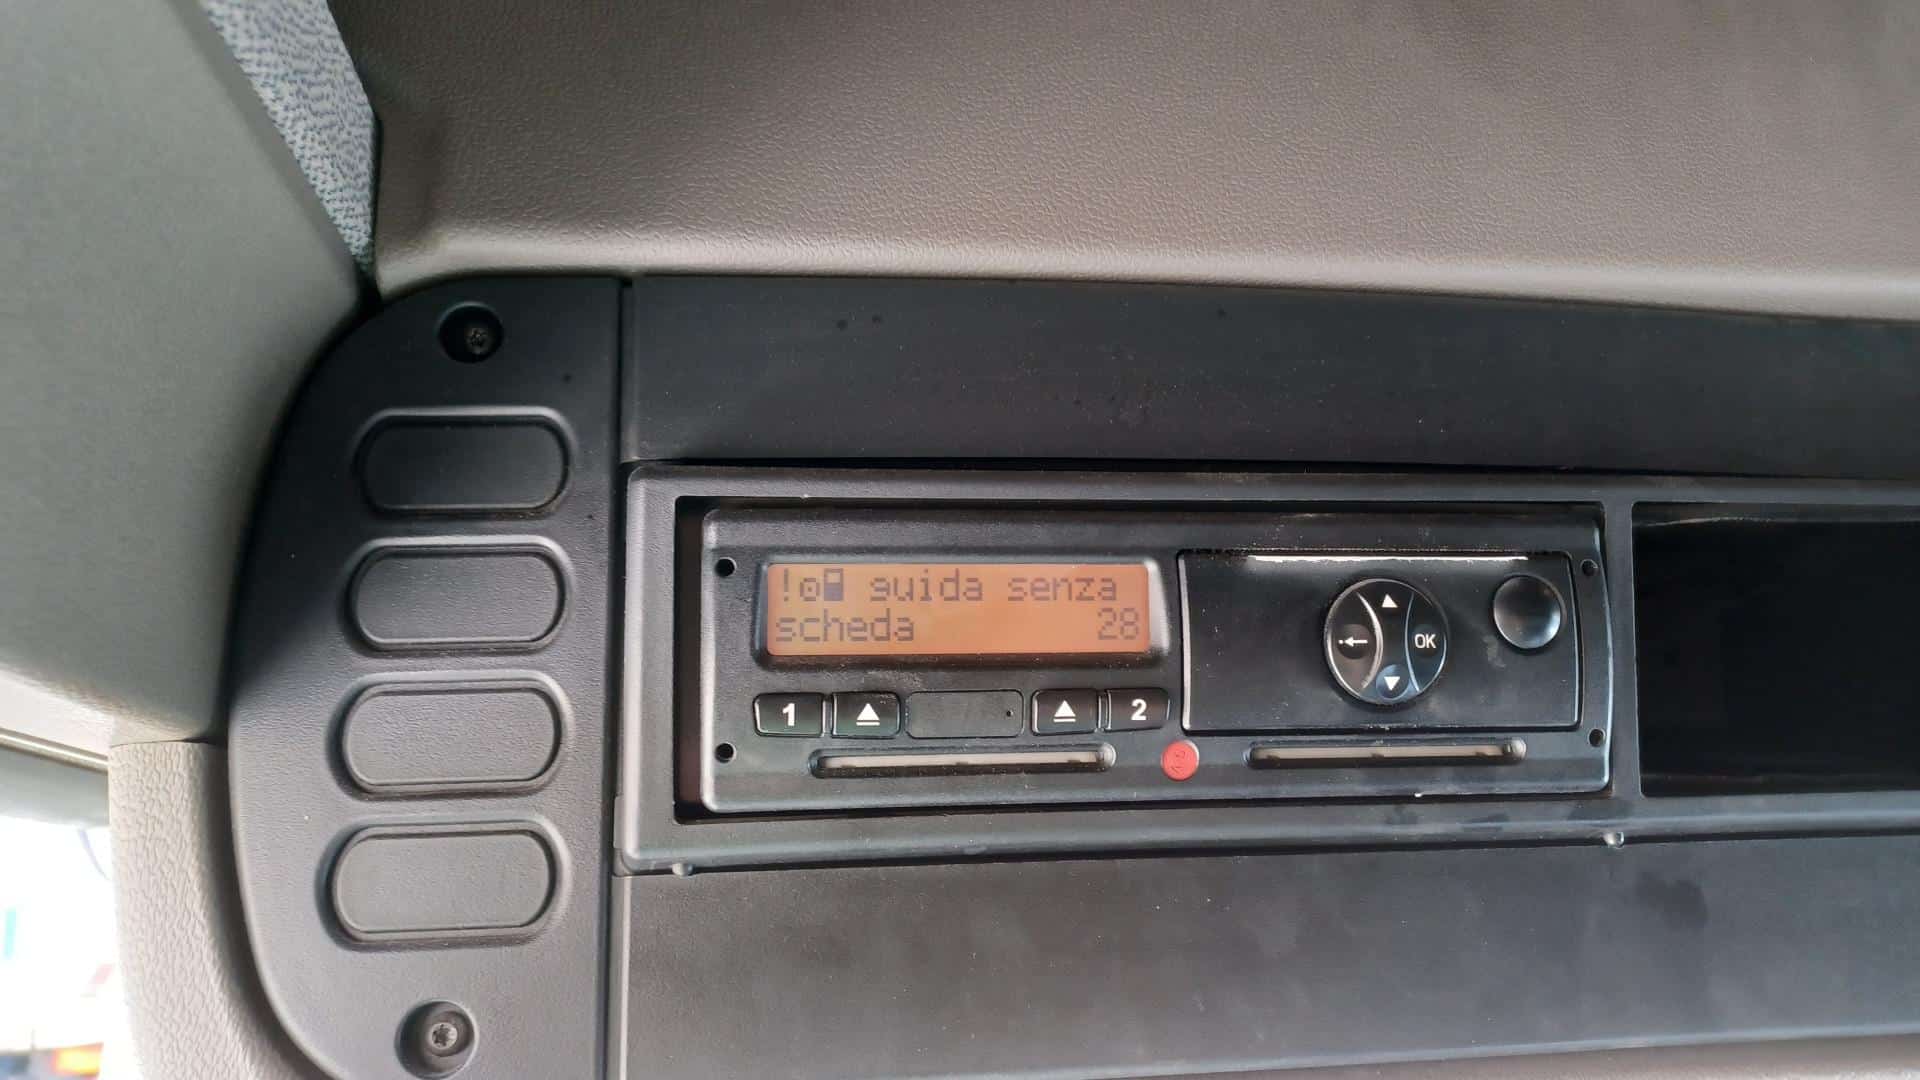 ! guida senza
scheda 28
1 2
OK